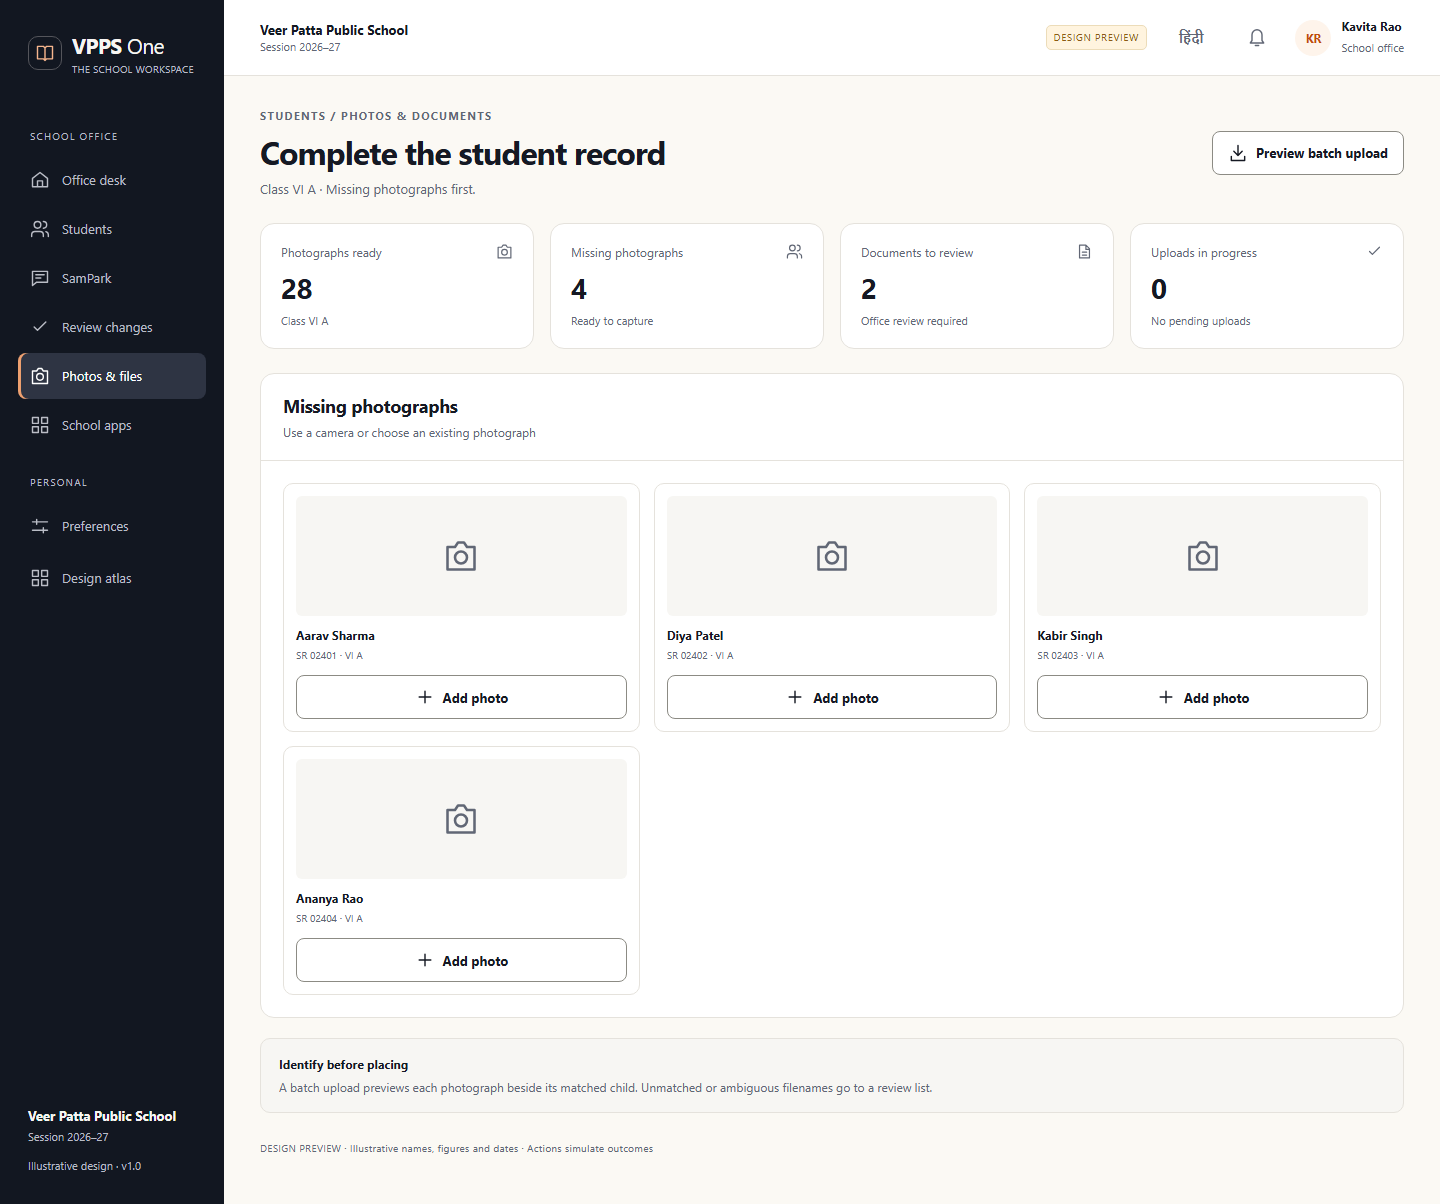 VPPS One
THE SCHOOL WORKSPACE
SCHOOL OFFICE
Office desk
Students
SamPark
Review changes
Photos & files
School apps
PERSONAL
Preferences
Design atlas
Veer Patta Public School
Session 2026–27
Illustrative design · v1.0
Veer Patta Public School
Session 2026–27
DESIGN PREVIEW
हिंदी
KR
Kavita Rao
School office
STUDENTS / PHOTOS & DOCUMENTS
Complete the student record
Class VI A · Missing photographs first.
Preview batch upload
Photographs ready
28
Class VI A
Missing photographs
4
Ready to capture
Documents to review
2
Office review required
Uploads in progress
0
No pending uploads
Missing photographs
Use a camera or choose an existing photograph
Aarav Sharma
SR 02401 · VI A
Add photo
Diya Patel
SR 02402 · VI A
Add photo
Kabir Singh
SR 02403 · VI A
Add photo
Ananya Rao
SR 02404 · VI A
Add photo
Identify before placing
A batch upload previews each photograph beside its matched child. Unmatched or ambiguous filenames go to a review list.
DESIGN PREVIEW · Illustrative names, figures and dates · Actions simulate outcomes